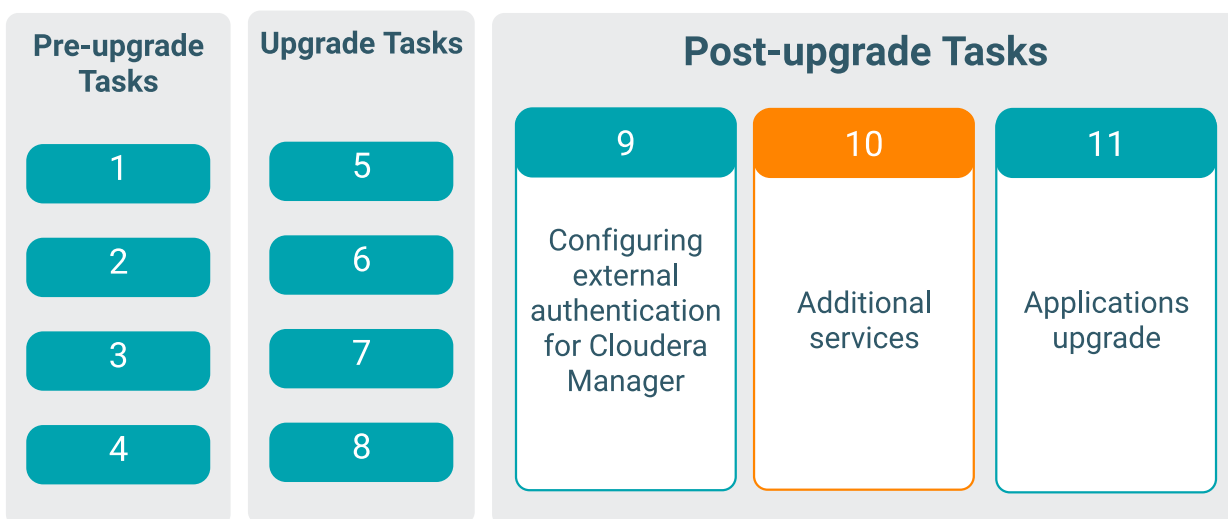 Pre-upgrade
Tasks
1
2
3
4
Upgrade Tasks
5
6
7
8
Post-upgrade Tasks
9
Configuring
external
authentication
for Cloudera
Manager
10
Additional
services
11
Applications
upgrade